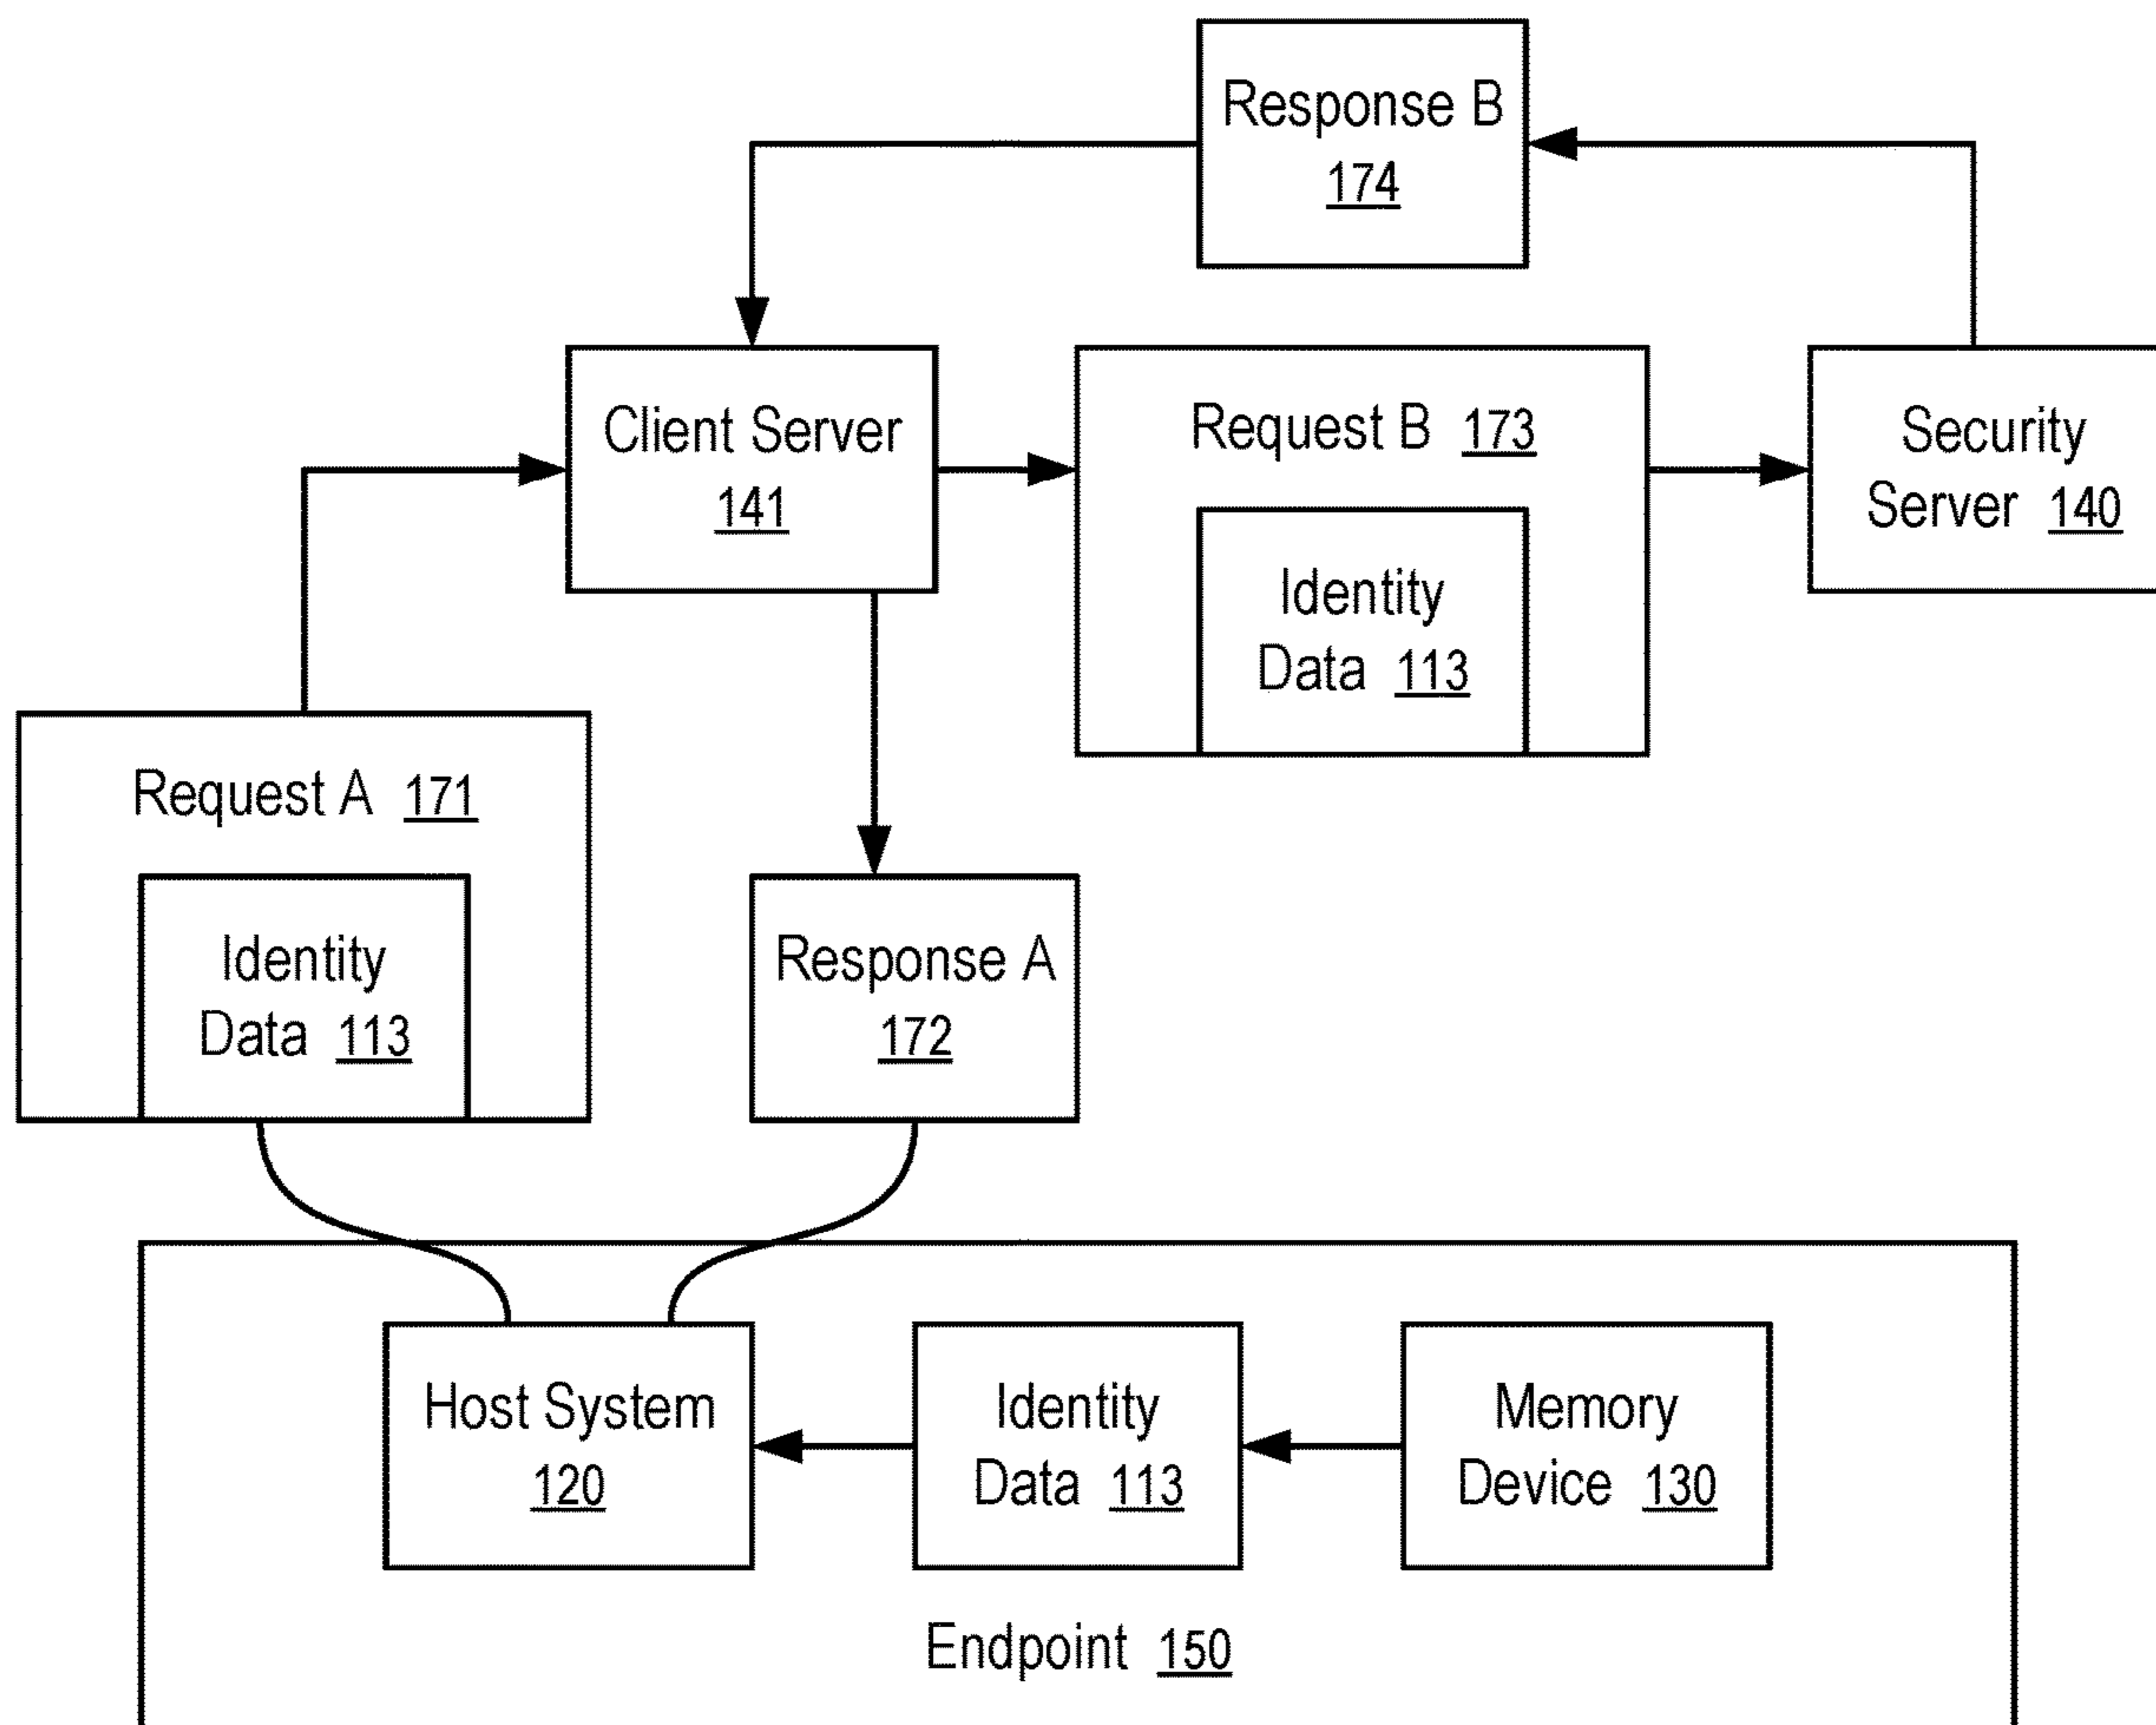 Response B
174
Client Server
141
Request B 173
Identity
Data 113
Security
Server 140
Request A 171
Identity
Data 113
Response A
172
Host System
120
Identity
Data 113
Memory
Device 130
Endpoint 150